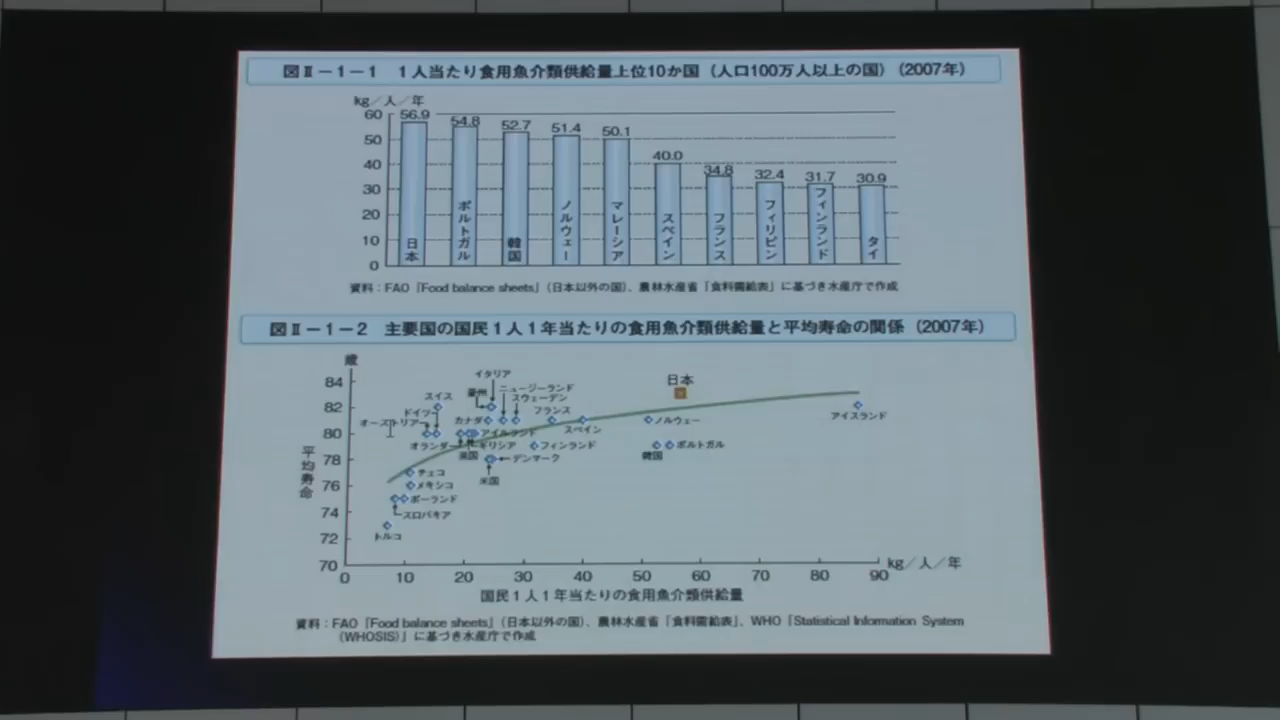 図Ⅱ－1－1　1人当たり食用魚介類供給量上位10か国（人口100万人以上の国）（2007年）
kg／人／年
60
50
40
30
20
10
0
56.9
54.8
52.7
51.4
50.1
40.0
34.8
32.4
31.7
30.9
日本
ポルトガル
韓国
ノルウェー
マレーシア
スペイン
フランス
フィリピン
フィンランド
タイ
資料：FAO「Food balance sheets」（日本以外の国）、農林水産省「食料需給表」に基づき水産庁で作成
図Ⅱ－1－2　主要国の国民1人1年当たりの食用魚介類供給量と平均寿命の関係（2007年）
歳
84
82
80
78
76
74
72
70
平均寿命
イタリア
日本
豪州
ニュージーランド
スイス
スウェーデン
ドイツ
フランス
アイスランド
オーストリア
カナダ
スペイン
ノルウェー
アイルランド
オランダ
ギリシア
フィンランド
ポルトガル
英国
韓国
デンマーク
チェコ
米国
メキシコ
ポーランド
スロバキア
トルコ
0 10 20 30 40 50 60 70 80 90
kg／人／年
国民1人1年当たりの食用魚介類供給量
資料：FAO「Food balance sheets」（日本以外の国）、農林水産省「食料需給表」、WHO「Statistical Information System
（WHOSIS）」に基づき水産庁で作成